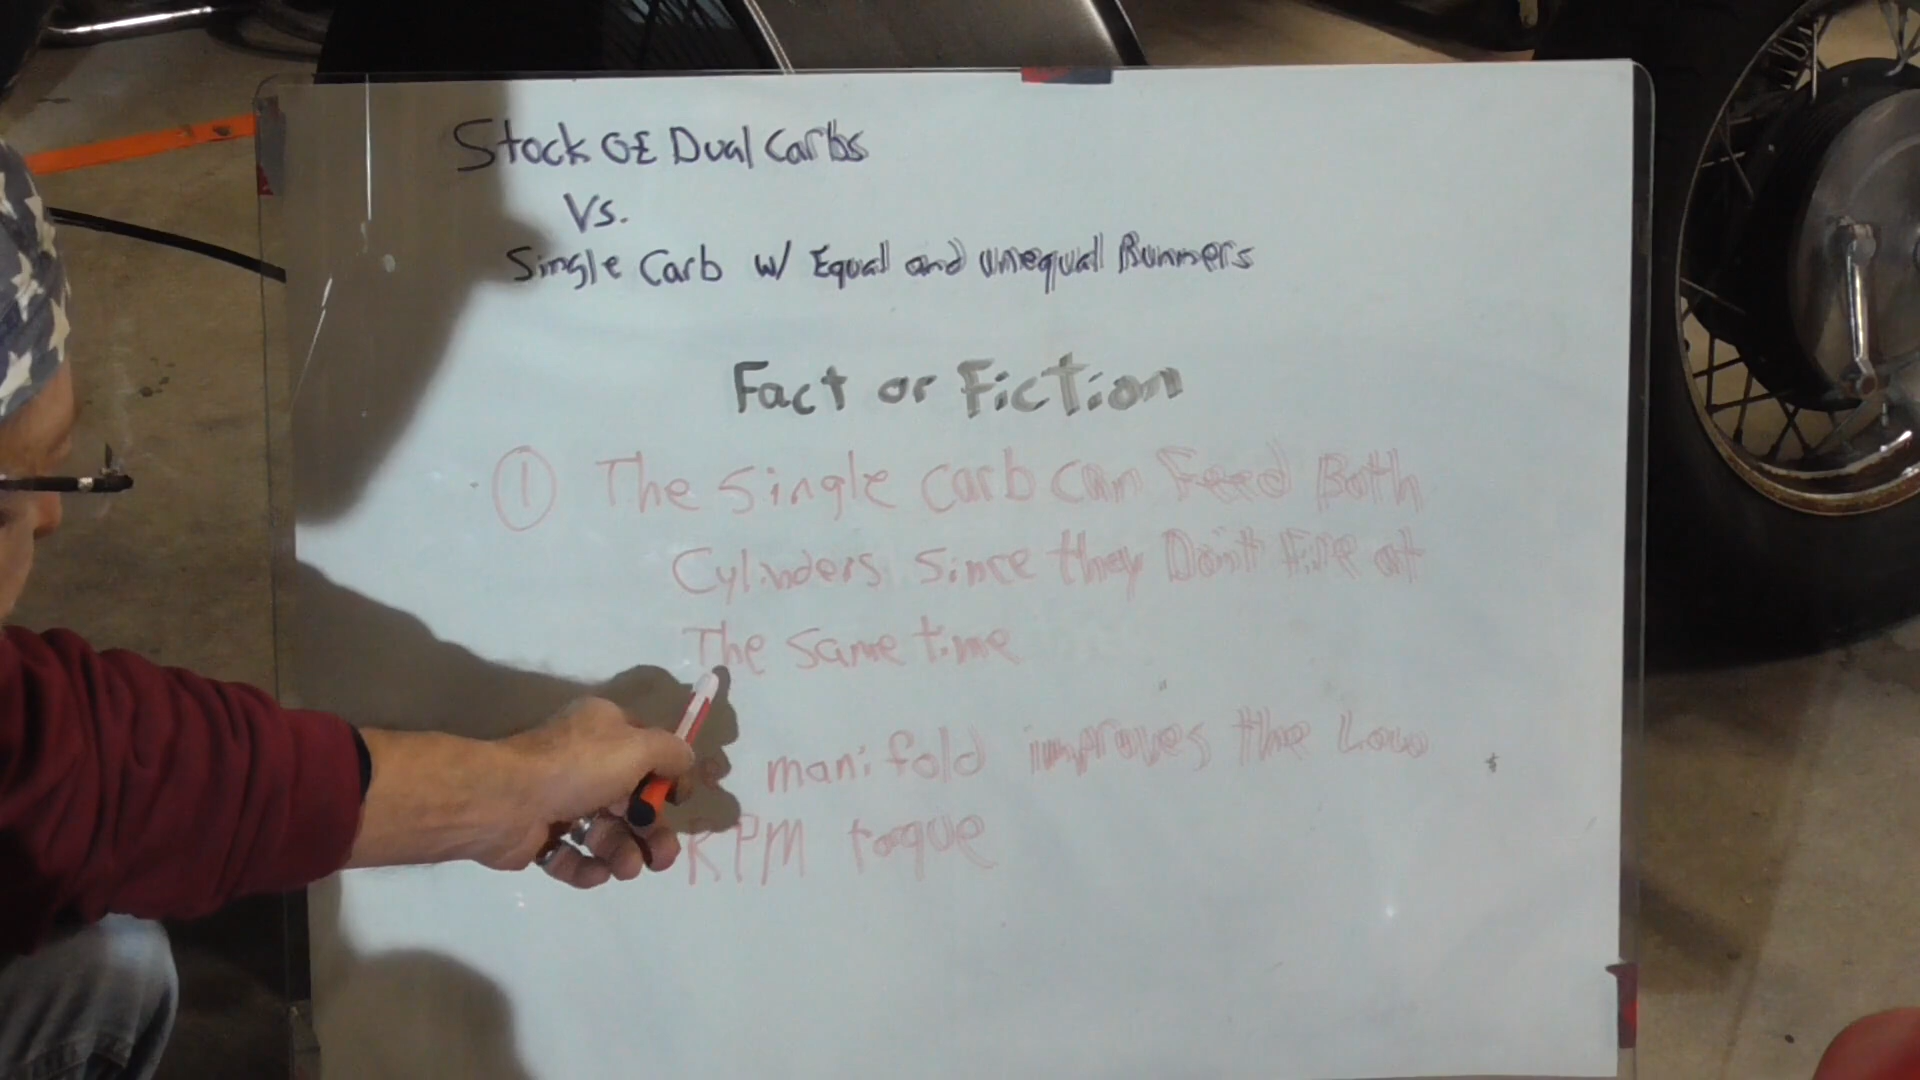 Stock OE Dual Carbs
Vs.
Single Carb w/ Equal and unequal Runners
Fact or Fiction
① The Single Carb can Feed Both
Cylinders Since they Don't Fire at
The Same time
manifold improves the Low
RPM torque